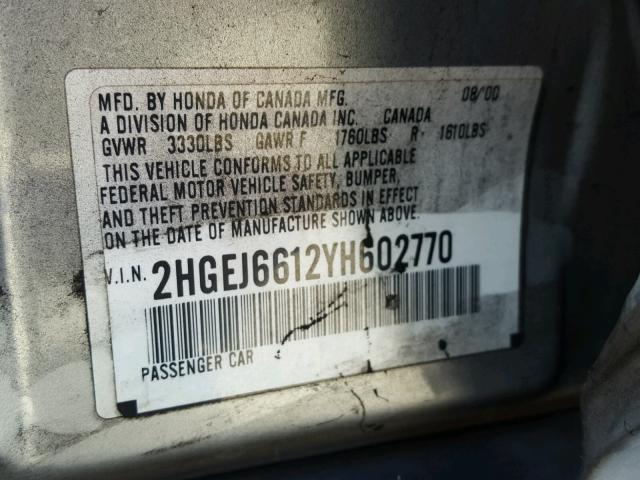 MFD. BY HONDA OF CANADA MFG. 08/00
A DIVISION OF HONDA CANADA INC. CANADA
GVWR 3330LBS GAWR F 1760LBS R 1610LBS
THIS VEHICLE CONFORMS TO ALL APPLICABLE
FEDERAL MOTOR VEHICLE SAFETY, BUMPER,
AND THEFT PREVENTION STANDARDS IN EFFECT
ON THE DATE OF MANUFACTURE SHOWN ABOVE.
V.I.N. 2HGEJ6612YH602770
PASSENGER CAR